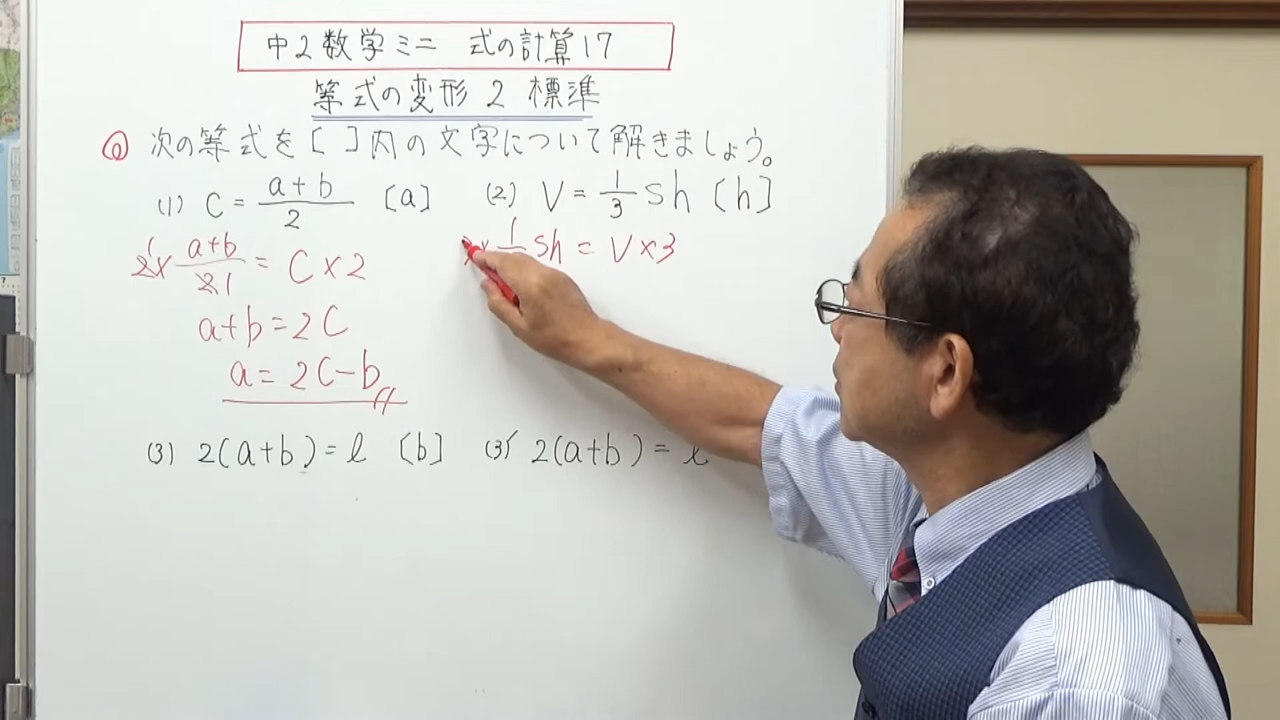 中2数学ミニ 式の計算17
等式の変形 2 標準
Q 次の等式を[ ]内の文字について解きましょう。
(1) C = (a+b)/2 [a] (2) V = 1/3 Sh [h]
2× (a+b)/2 1 = C×2
× 1 Sh = V×3
a+b = 2C
a = 2C-b
(3) 2(a+b) = ℓ [b] (3)′ 2(a+b) = ℓ
7